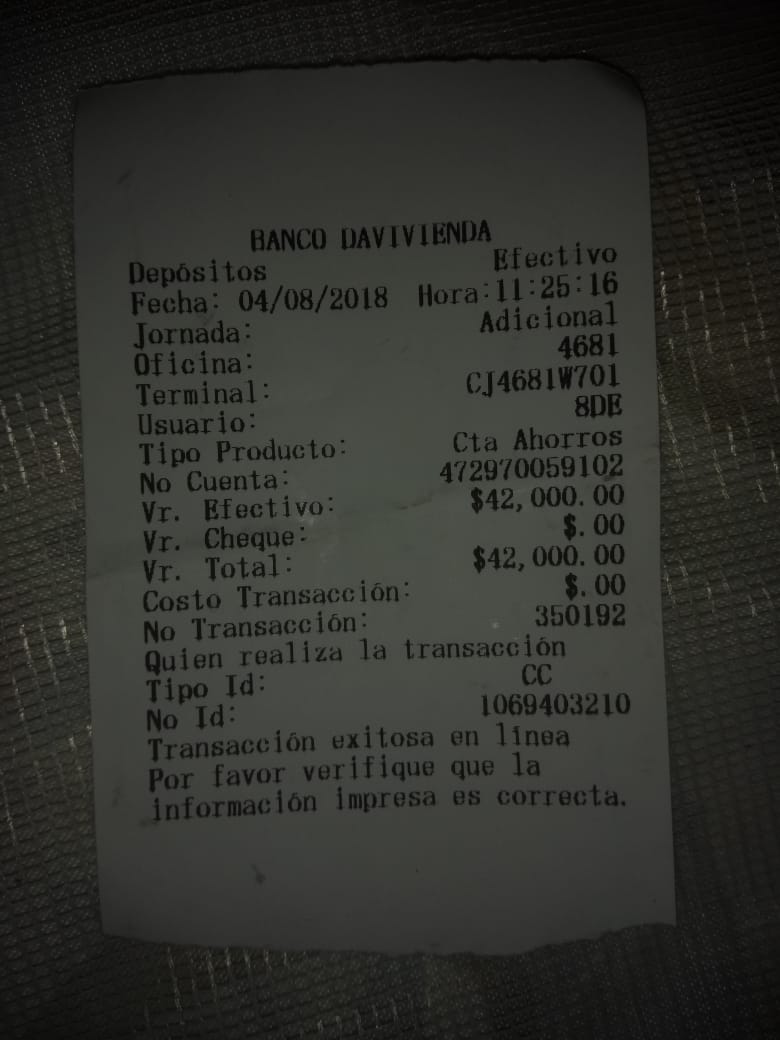 BANCO DAVIVIENDA
Depósitos Efectivo
Fecha: 04/08/2018 Hora:11:25:16
Jornada: Adicional
Oficina: 4681
Terminal: CJ4681W701
Usuario: 8DE
Tipo Producto: Cta Ahorros
No Cuenta: 472970059102
Vr. Efectivo: $42,000.00
Vr. Cheque: $.00
Vr. Total: $42,000.00
Costo Transacción: $.00
No Transacción: 350192
Quien realiza la transacción
Tipo Id: CC
No Id: 1069403210
Transacción exitosa en línea
Por favor verifique que la
información impresa es correcta.